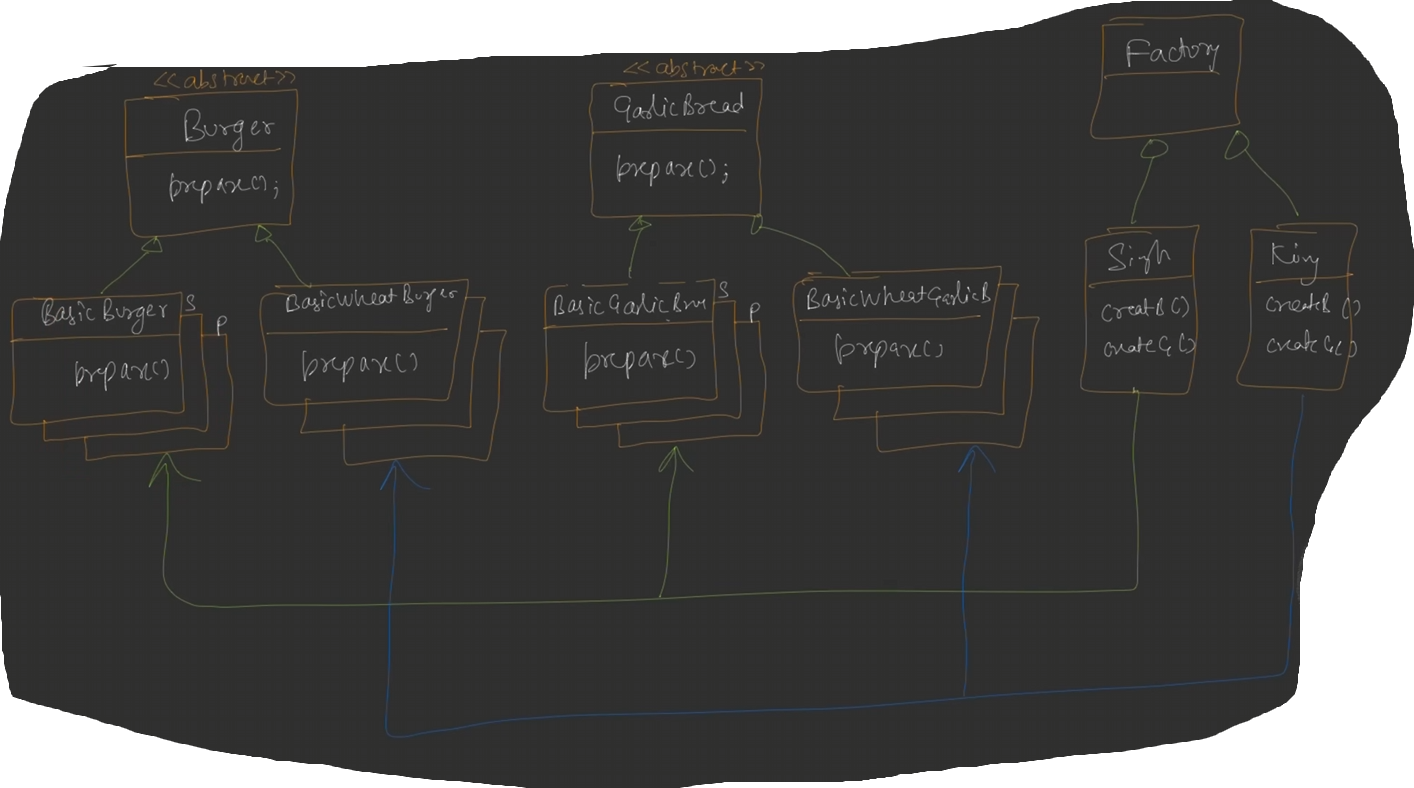 <<abstract>>
Burger
prepare();
<<abstract>>
GarlicBread
prepare();
Factory
BasicBurger
S
P
prepare()
BasicWheatBurger
prepare()
BasicGarlicBre
S
P
prepare()
BasicWheatGarlicB
prepare()
Singh
createB()
createG()
King
createB()
createG()